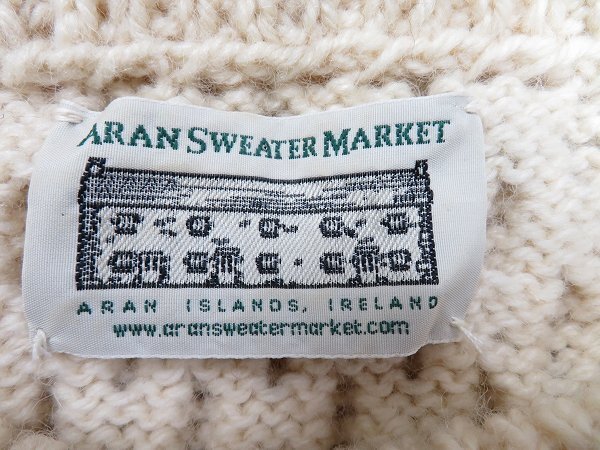 ARAN SWEATER MARKET
ARAN ISLANDS, IRELAND
www.aransweatermarket.com